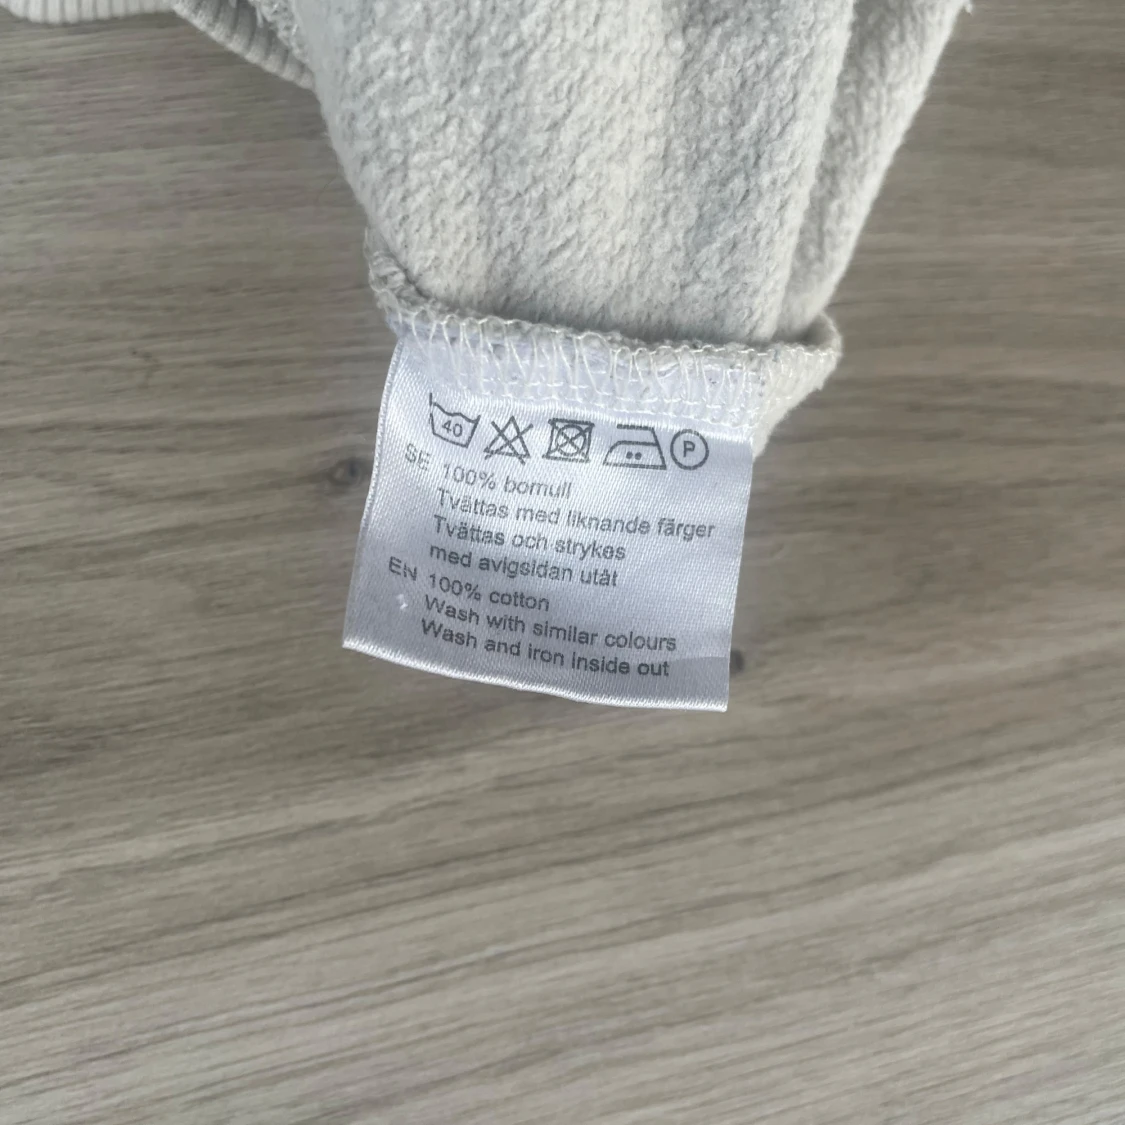 40 P
SE 100% bomull
Tvättas med liknande färger
Tvättas och strykes
med avigsidan utåt
EN 100% cotton
Wash with similar colours
Wash and iron inside out